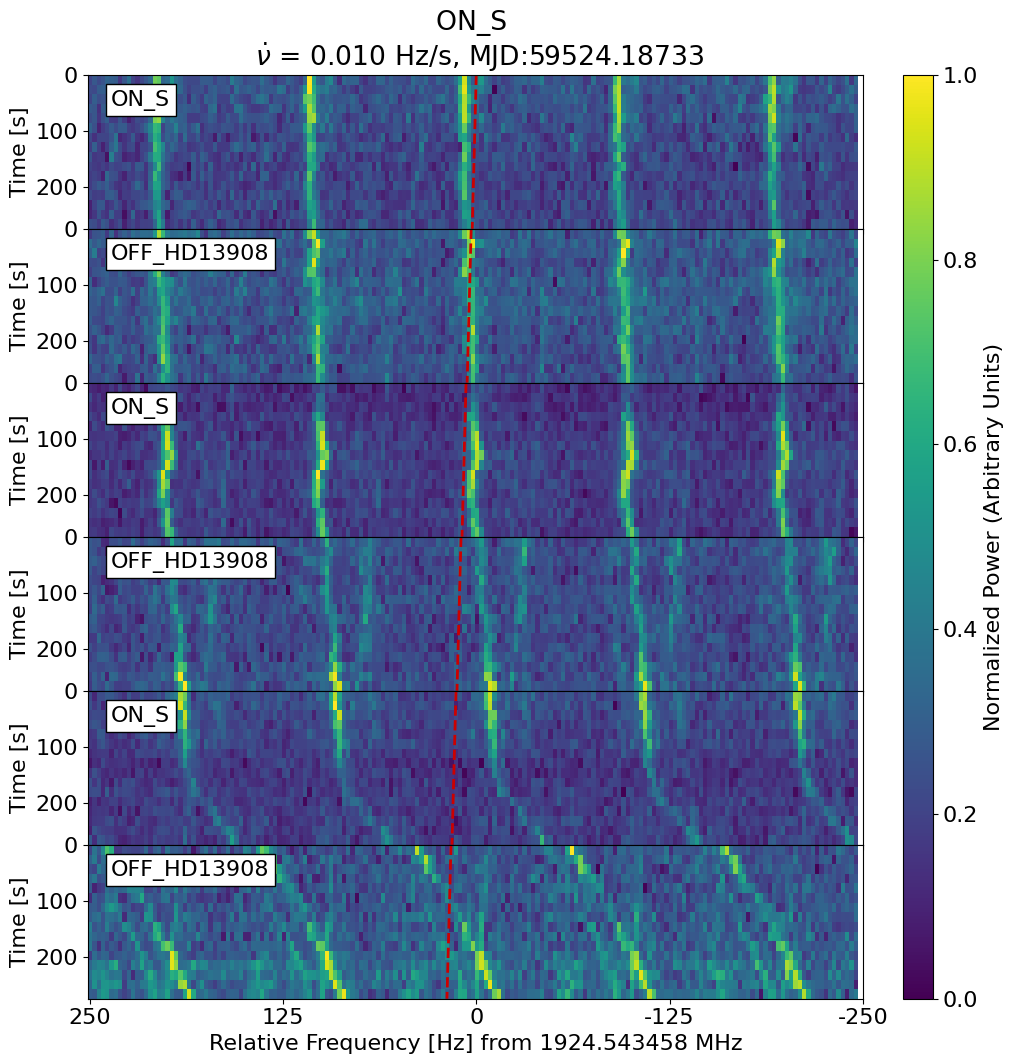 ON_S
ν̇ = 0.010 Hz/s, MJD:59524.18733
0
100
200
Time [s]
ON_S
0
100
200
Time [s]
OFF_HD13908
0
100
200
Time [s]
ON_S
0
100
200
Time [s]
OFF_HD13908
0
100
200
Time [s]
ON_S
0
100
200
Time [s]
OFF_HD13908
250 125 0 -125 -250
Relative Frequency [Hz] from 1924.543458 MHz
1.0
0.8
0.6
0.4
0.2
0.0
Normalized Power (Arbitrary Units)